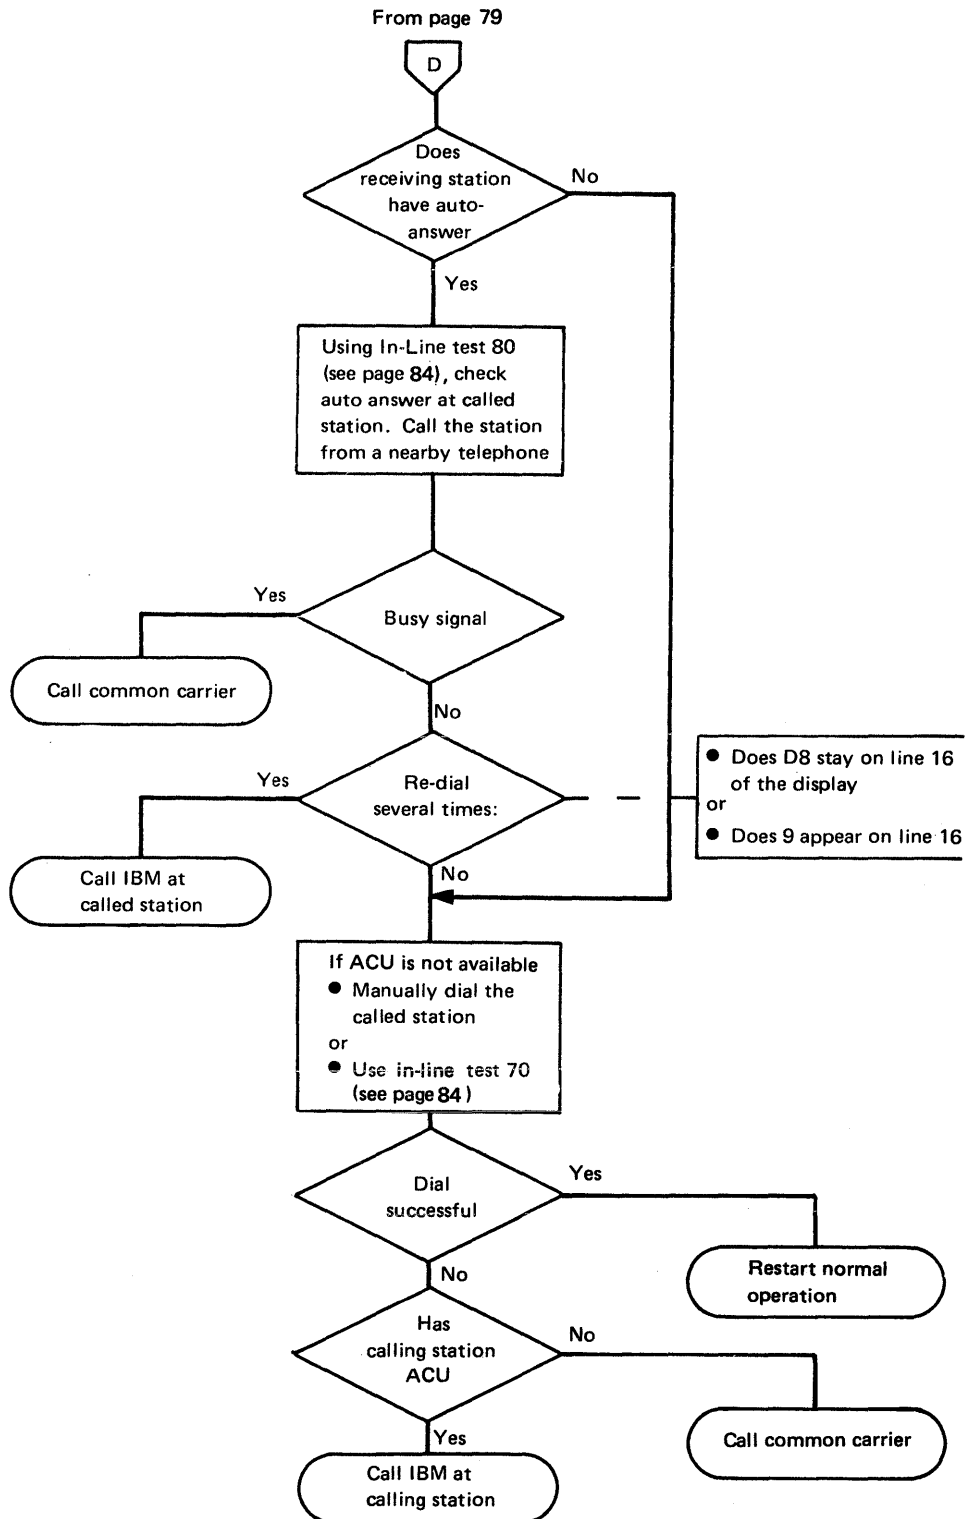 From page 79
D
Does
receiving station
have auto-
answer
No
Yes
Using In-Line test 80
(see page 84), check
auto answer at called
station. Call the station
from a nearby telephone
Yes
Busy signal
Call common carrier
No
Yes
Re-dial
several times:
● Does D8 stay on line 16
of the display
or
● Does 9 appear on line 16
Call IBM at
called station
No
If ACU is not available
● Manually dial the
called station
or
● Use in-line test 70
(see page 84)
Dial
successful
Yes
No
Restart normal
operation
Has
calling station
ACU
No
Yes
Call common carrier
Call IBM at
calling station